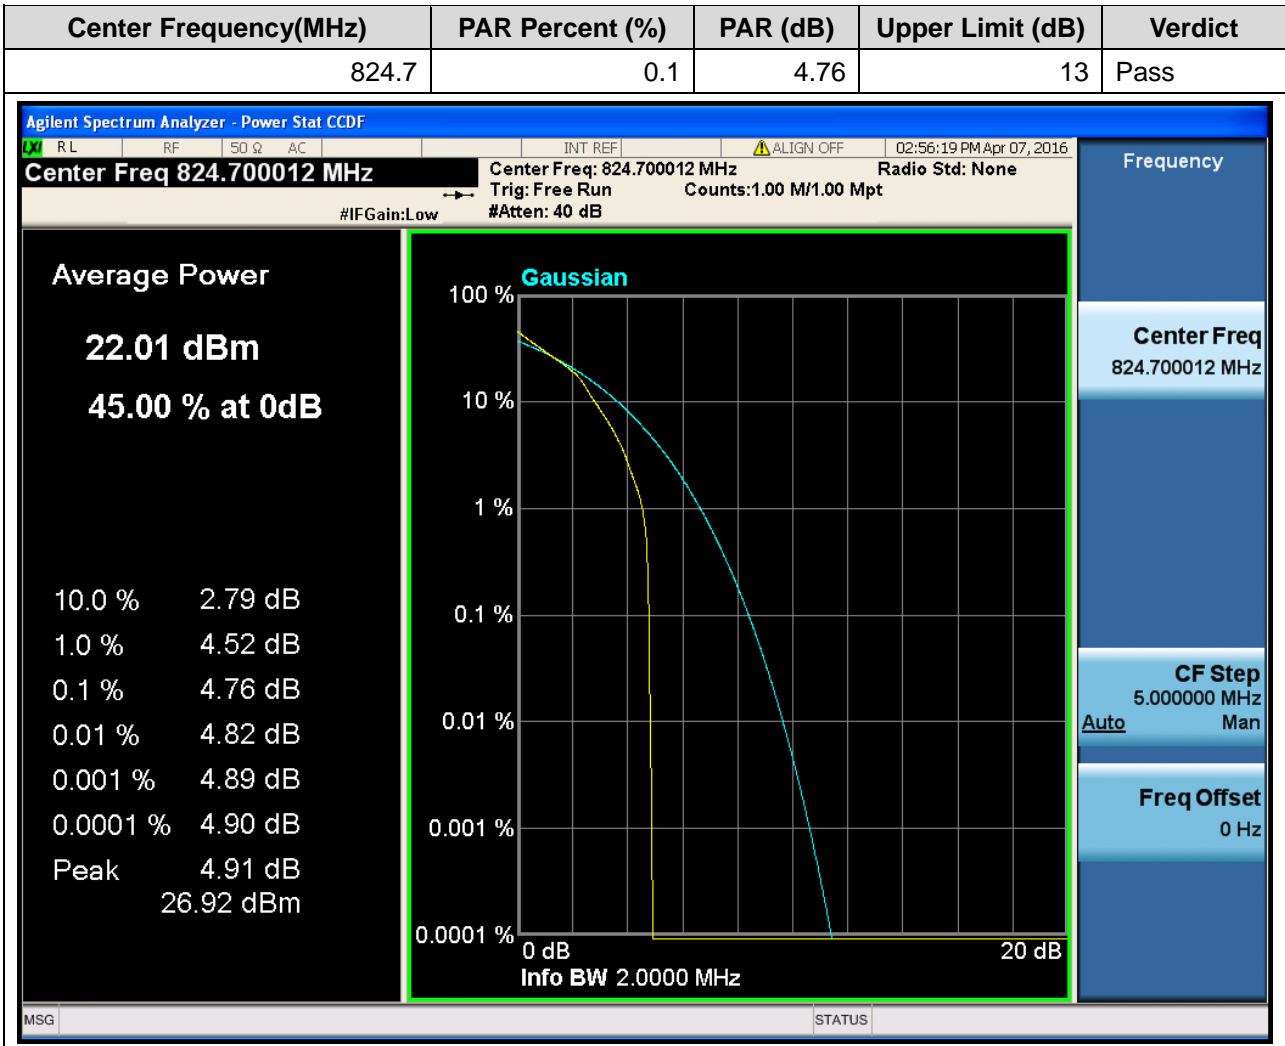 Center Frequency(MHz) PAR Percent (%) PAR (dB) Upper Limit (dB) Verdict
824.7 0.1 4.76 13 Pass
Agilent Spectrum Analyzer - Power Stat CCDF
LXI RL RF 50 Ω AC INT REF ALIGN OFF 02:56:19 PM Apr 07, 2016
Center Freq 824.700012 MHz
Center Freq: 824.700012 MHz Radio Std: None
Trig: Free Run Counts:1.00 M/1.00 Mpt
#IFGain:Low #Atten: 40 dB
Frequency
Average Power
22.01 dBm
45.00 % at 0dB
10.0 % 2.79 dB
1.0 % 4.52 dB
0.1 % 4.76 dB
0.01 % 4.82 dB
0.001 % 4.89 dB
0.0001 % 4.90 dB
Peak 4.91 dB
26.92 dBm
Gaussian
100 %
10 %
1 %
0.1 %
0.01 %
0.001 %
0.0001 %
0 dB 20 dB
Info BW 2.0000 MHz
Center Freq
824.700012 MHz
CF Step
5.000000 MHz
Auto Man
Freq Offset
0 Hz
MSG STATUS